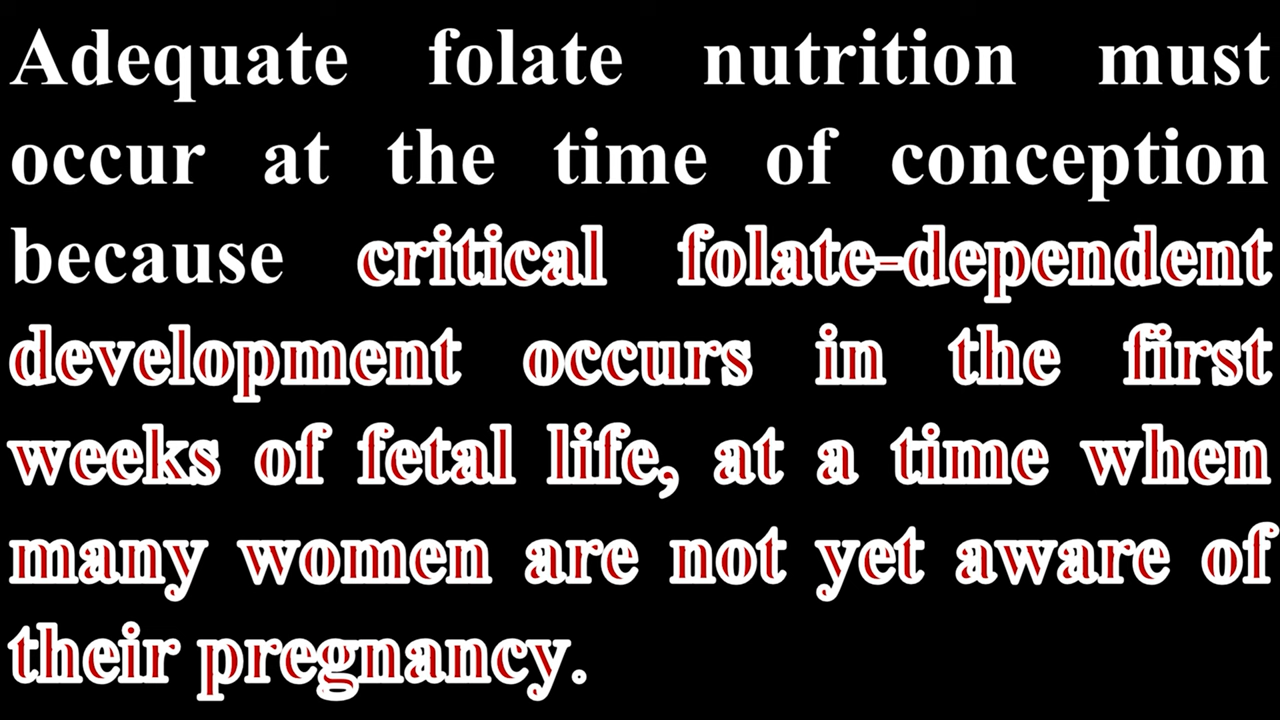 Adequate folate nutrition must
occur at the time of conception
because critical folate-dependent
development occurs in the first
weeks of fetal life, at a time when
many women are not yet aware of
their pregnancy.